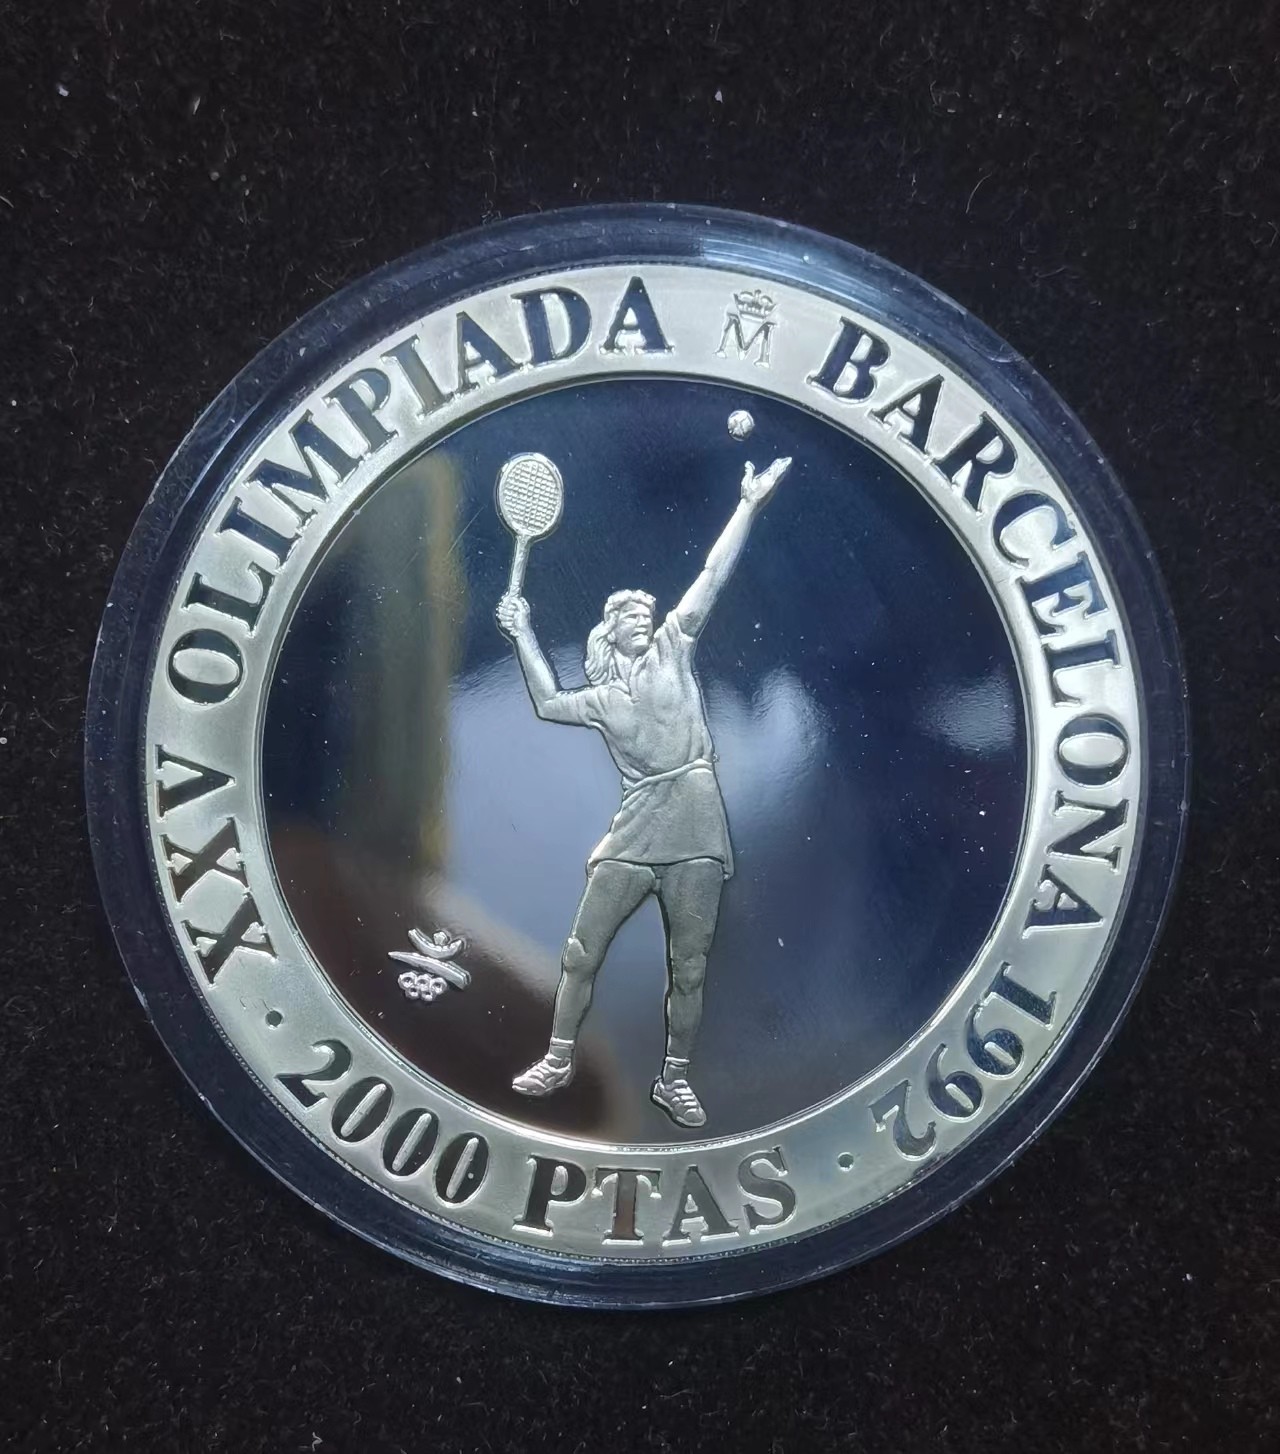 XXV OLIMPIADA M BARCELONA 1992
· 2000 PTAS ·